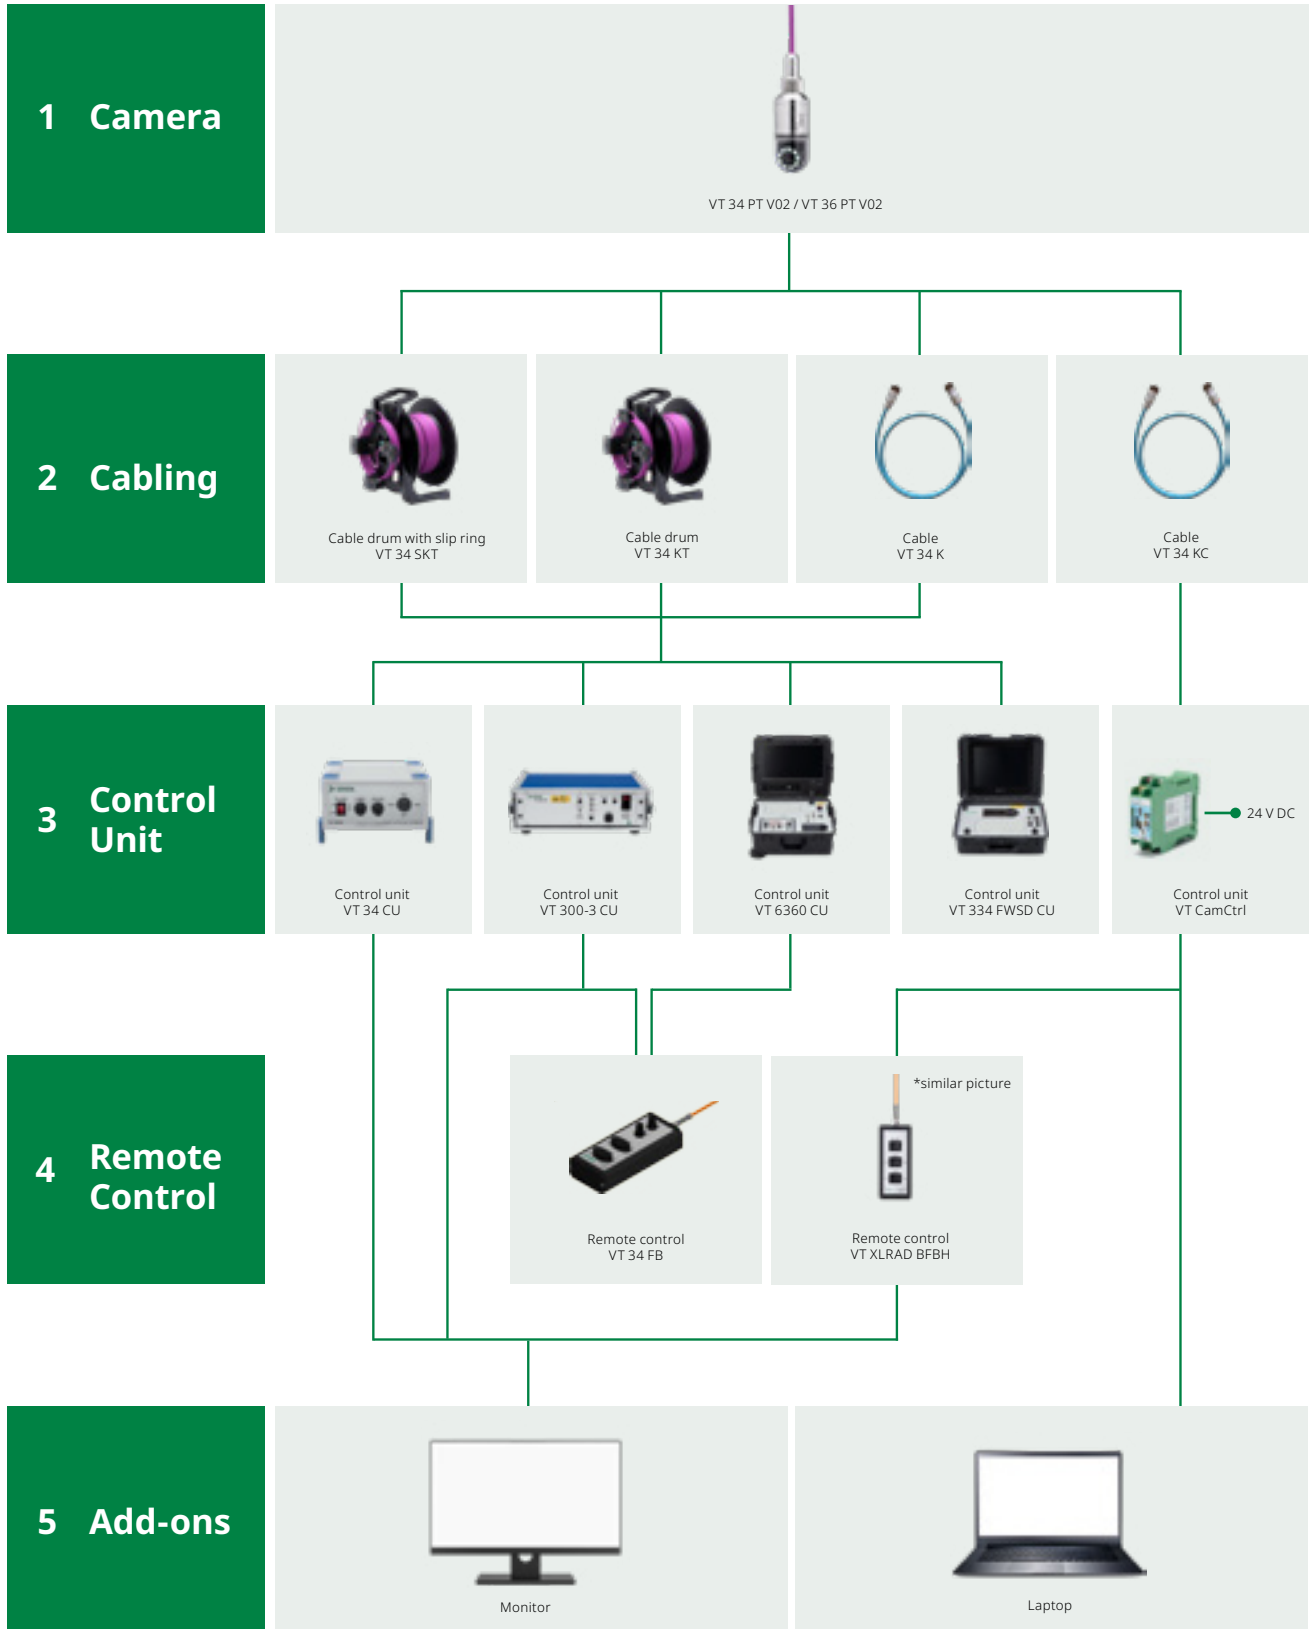 1 Camera
VT 34 PT V02 / VT 36 PT V02
2 Cabling
Cable drum with slip ring
VT 34 SKT
Cable drum
VT 34 KT
Cable
VT 34 K
Cable
VT 34 KC
3 Control
Unit
Control unit
VT 34 CU
Control unit
VT 300-3 CU
Control unit
VT 6360 CU
Control unit
VT 334 FWSD CU
24 V DC
Control unit
VT CamCtrl
4 Remote
Control
Remote control
VT 34 FB
*similar picture
Remote control
VT XLRAD BFBH
5 Add-ons
Monitor
Laptop